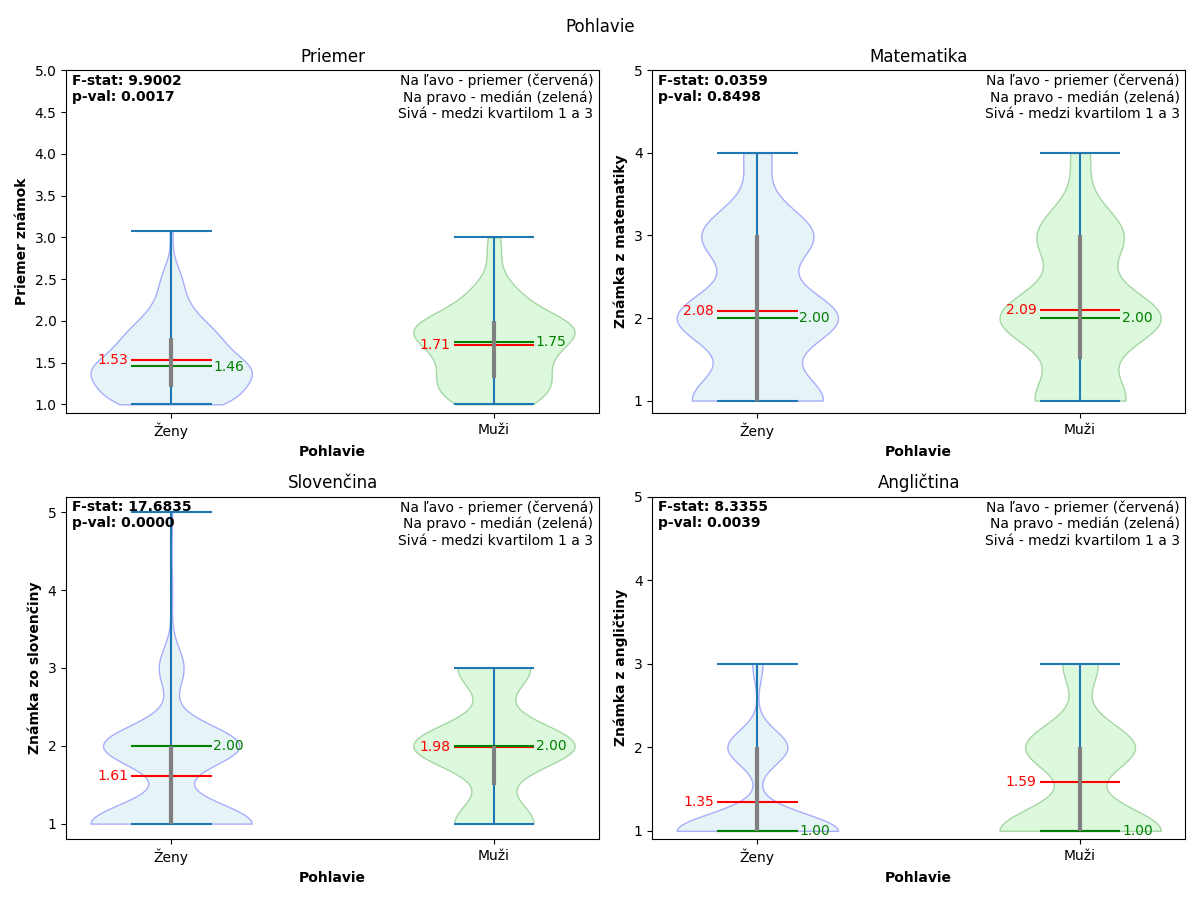 Pohlavie
Priemer
F-stat: 9.9002
p-val: 0.0017
Na ľavo - priemer (červená)
Na pravo - medián (zelená)
Sivá - medzi kvartilom 1 a 3
Priemer známok
5.0
4.5
4.0
3.5
3.0
2.5
2.0
1.5
1.0
1.53
1.46
1.71
1.75
Ženy
Muži
Pohlavie
Matematika
F-stat: 0.0359
p-val: 0.8498
Na ľavo - priemer (červená)
Na pravo - medián (zelená)
Sivá - medzi kvartilom 1 a 3
Známka z matematiky
5
4
3
2
1
2.08
2.00
2.09
2.00
Ženy
Muži
Pohlavie
Slovenčina
F-stat: 17.6835
p-val: 0.0000
Na ľavo - priemer (červená)
Na pravo - medián (zelená)
Sivá - medzi kvartilom 1 a 3
Známka zo slovenčiny
5
4
3
2
1
1.61
2.00
1.98
2.00
Ženy
Muži
Pohlavie
Angličtina
F-stat: 8.3355
p-val: 0.0039
Na ľavo - priemer (červená)
Na pravo - medián (zelená)
Sivá - medzi kvartilom 1 a 3
Známka z angličtiny
5
4
3
2
1
1.35
1.00
1.59
1.00
Ženy
Muži
Pohlavie